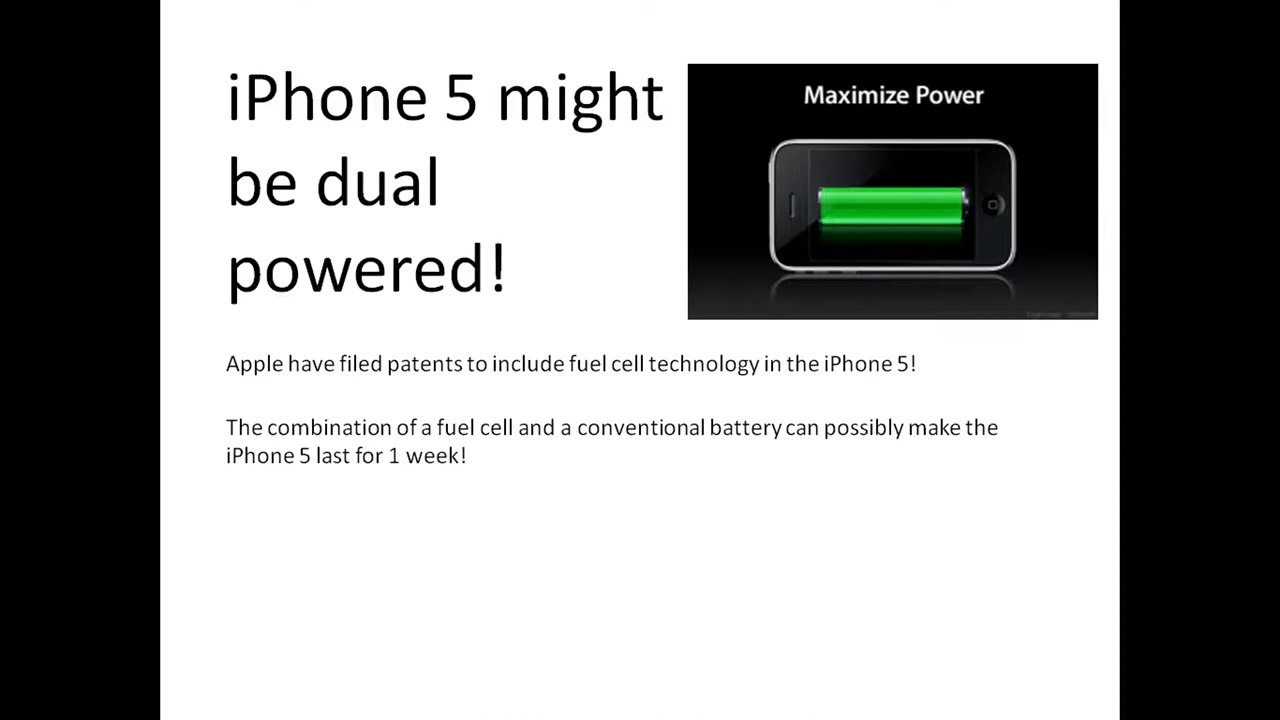 iPhone 5 might
be dual
powered!
Maximize Power
Apple have filed patents to include fuel cell technology in the iPhone 5!
The combination of a fuel cell and a conventional battery can possibly make the
iPhone 5 last for 1 week!